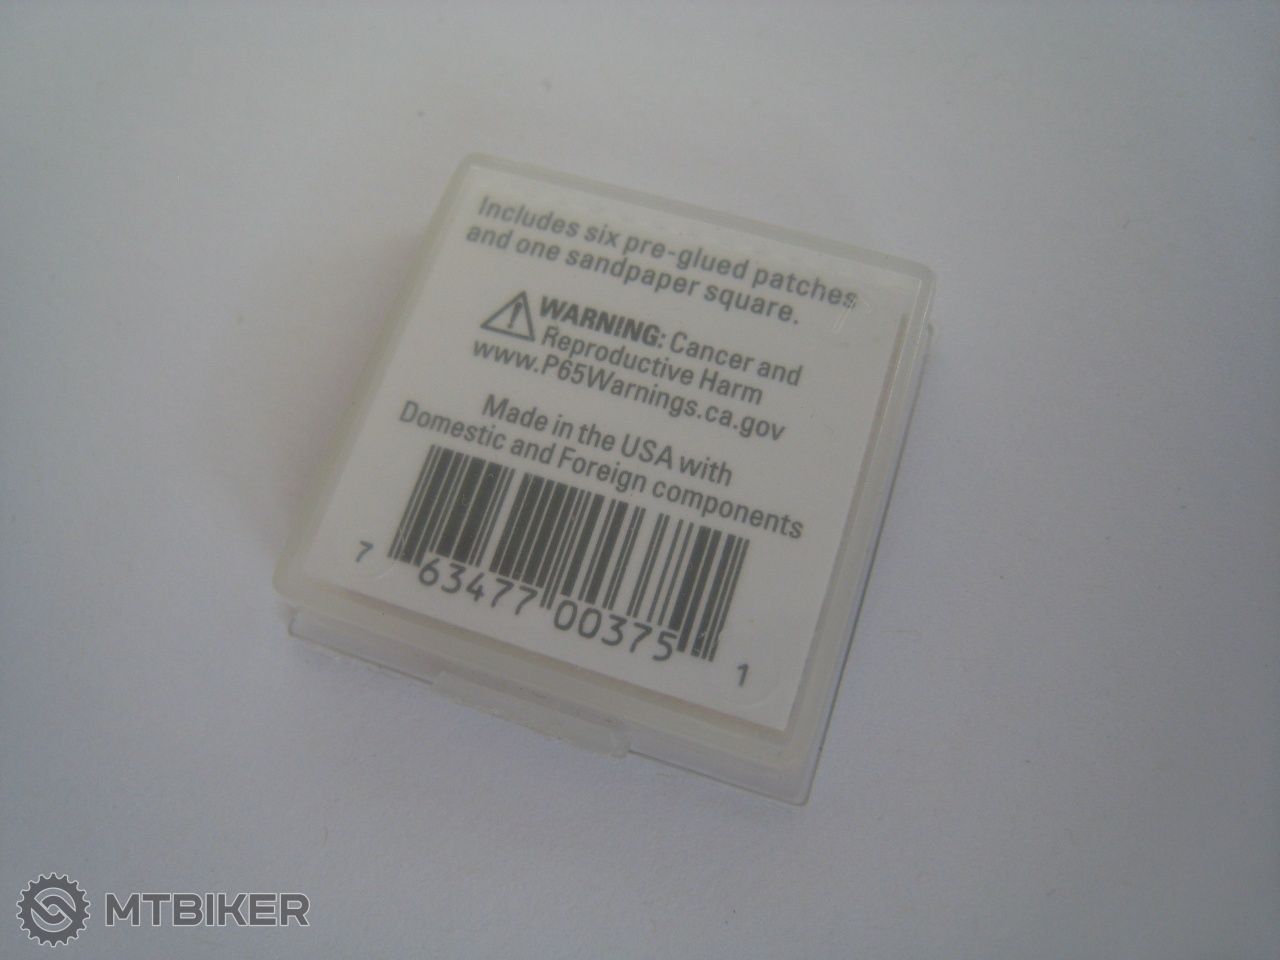 Includes six pre-glued patches
and one sandpaper square.
WARNING: Cancer and
Reproductive Harm
www.P65Warnings.ca.gov
Made in the USA with
Domestic and Foreign components
7 63477 00375 1
MTBIKER